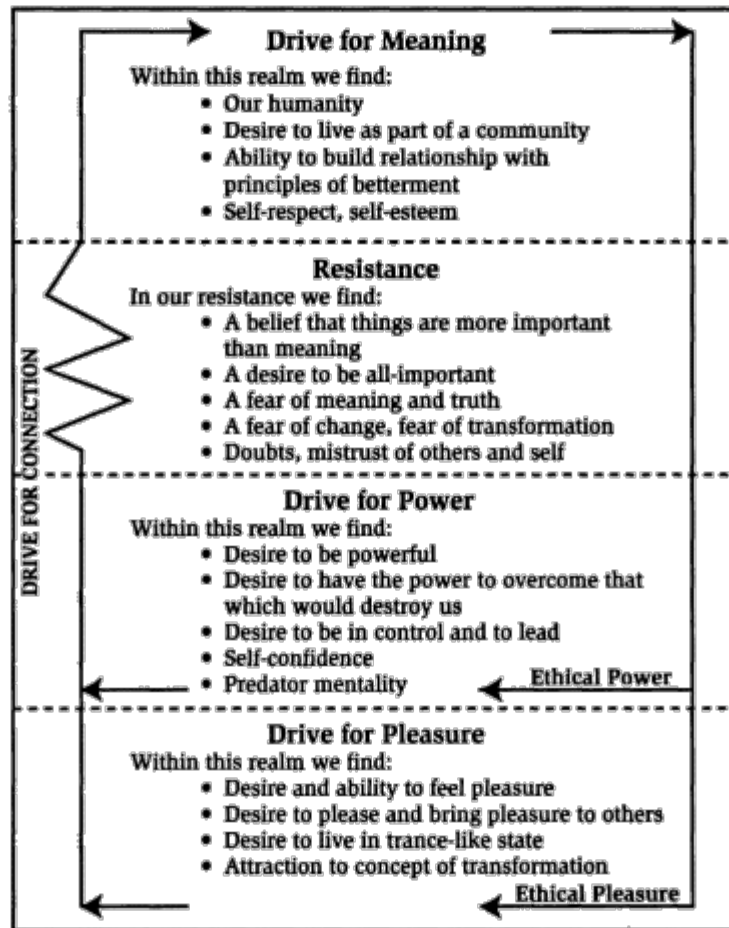 Drive for Meaning
Within this realm we find:
• Our humanity
• Desire to live as part of a community
• Ability to build relationship with
principles of betterment
• Self-respect, self-esteem
Resistance
In our resistance we find:
• A belief that things are more important
than meaning
• A desire to be all-important
• A fear of meaning and truth
• A fear of change, fear of transformation
• Doubts, mistrust of others and self
DRIVE FOR CONNECTION
Drive for Power
Within this realm we find:
• Desire to be powerful
• Desire to have the power to overcome that
which would destroy us
• Desire to be in control and to lead
• Self-confidence
• Predator mentality
Ethical Power
Drive for Pleasure
Within this realm we find:
• Desire and ability to feel pleasure
• Desire to please and bring pleasure to others
• Desire to live in trance-like state
• Attraction to concept of transformation
Ethical Pleasure